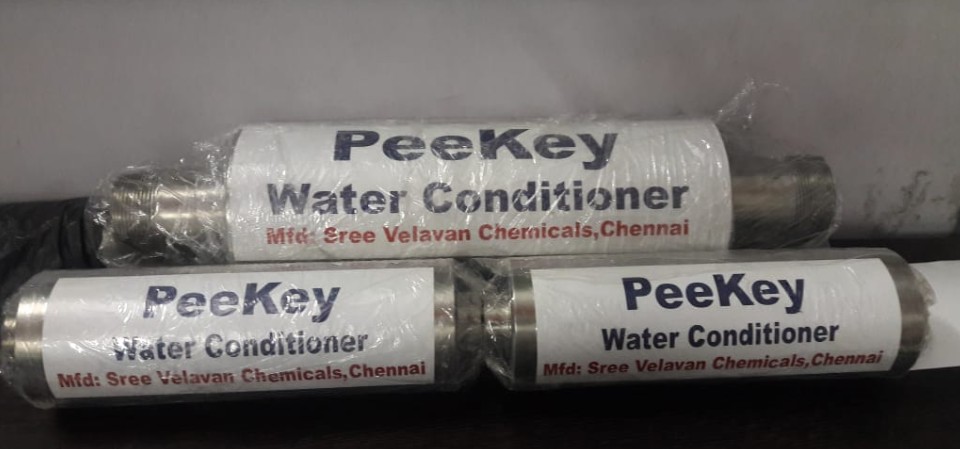 PeeKey
Water Conditioner
Mfd: Sree Velavan Chemicals,Chennai
PeeKey
Water Conditioner
Mfd: Sree Velavan Chemicals,Chennai
PeeKey
Water Conditioner
Mfd: Sree Velavan Chemicals,Chennai